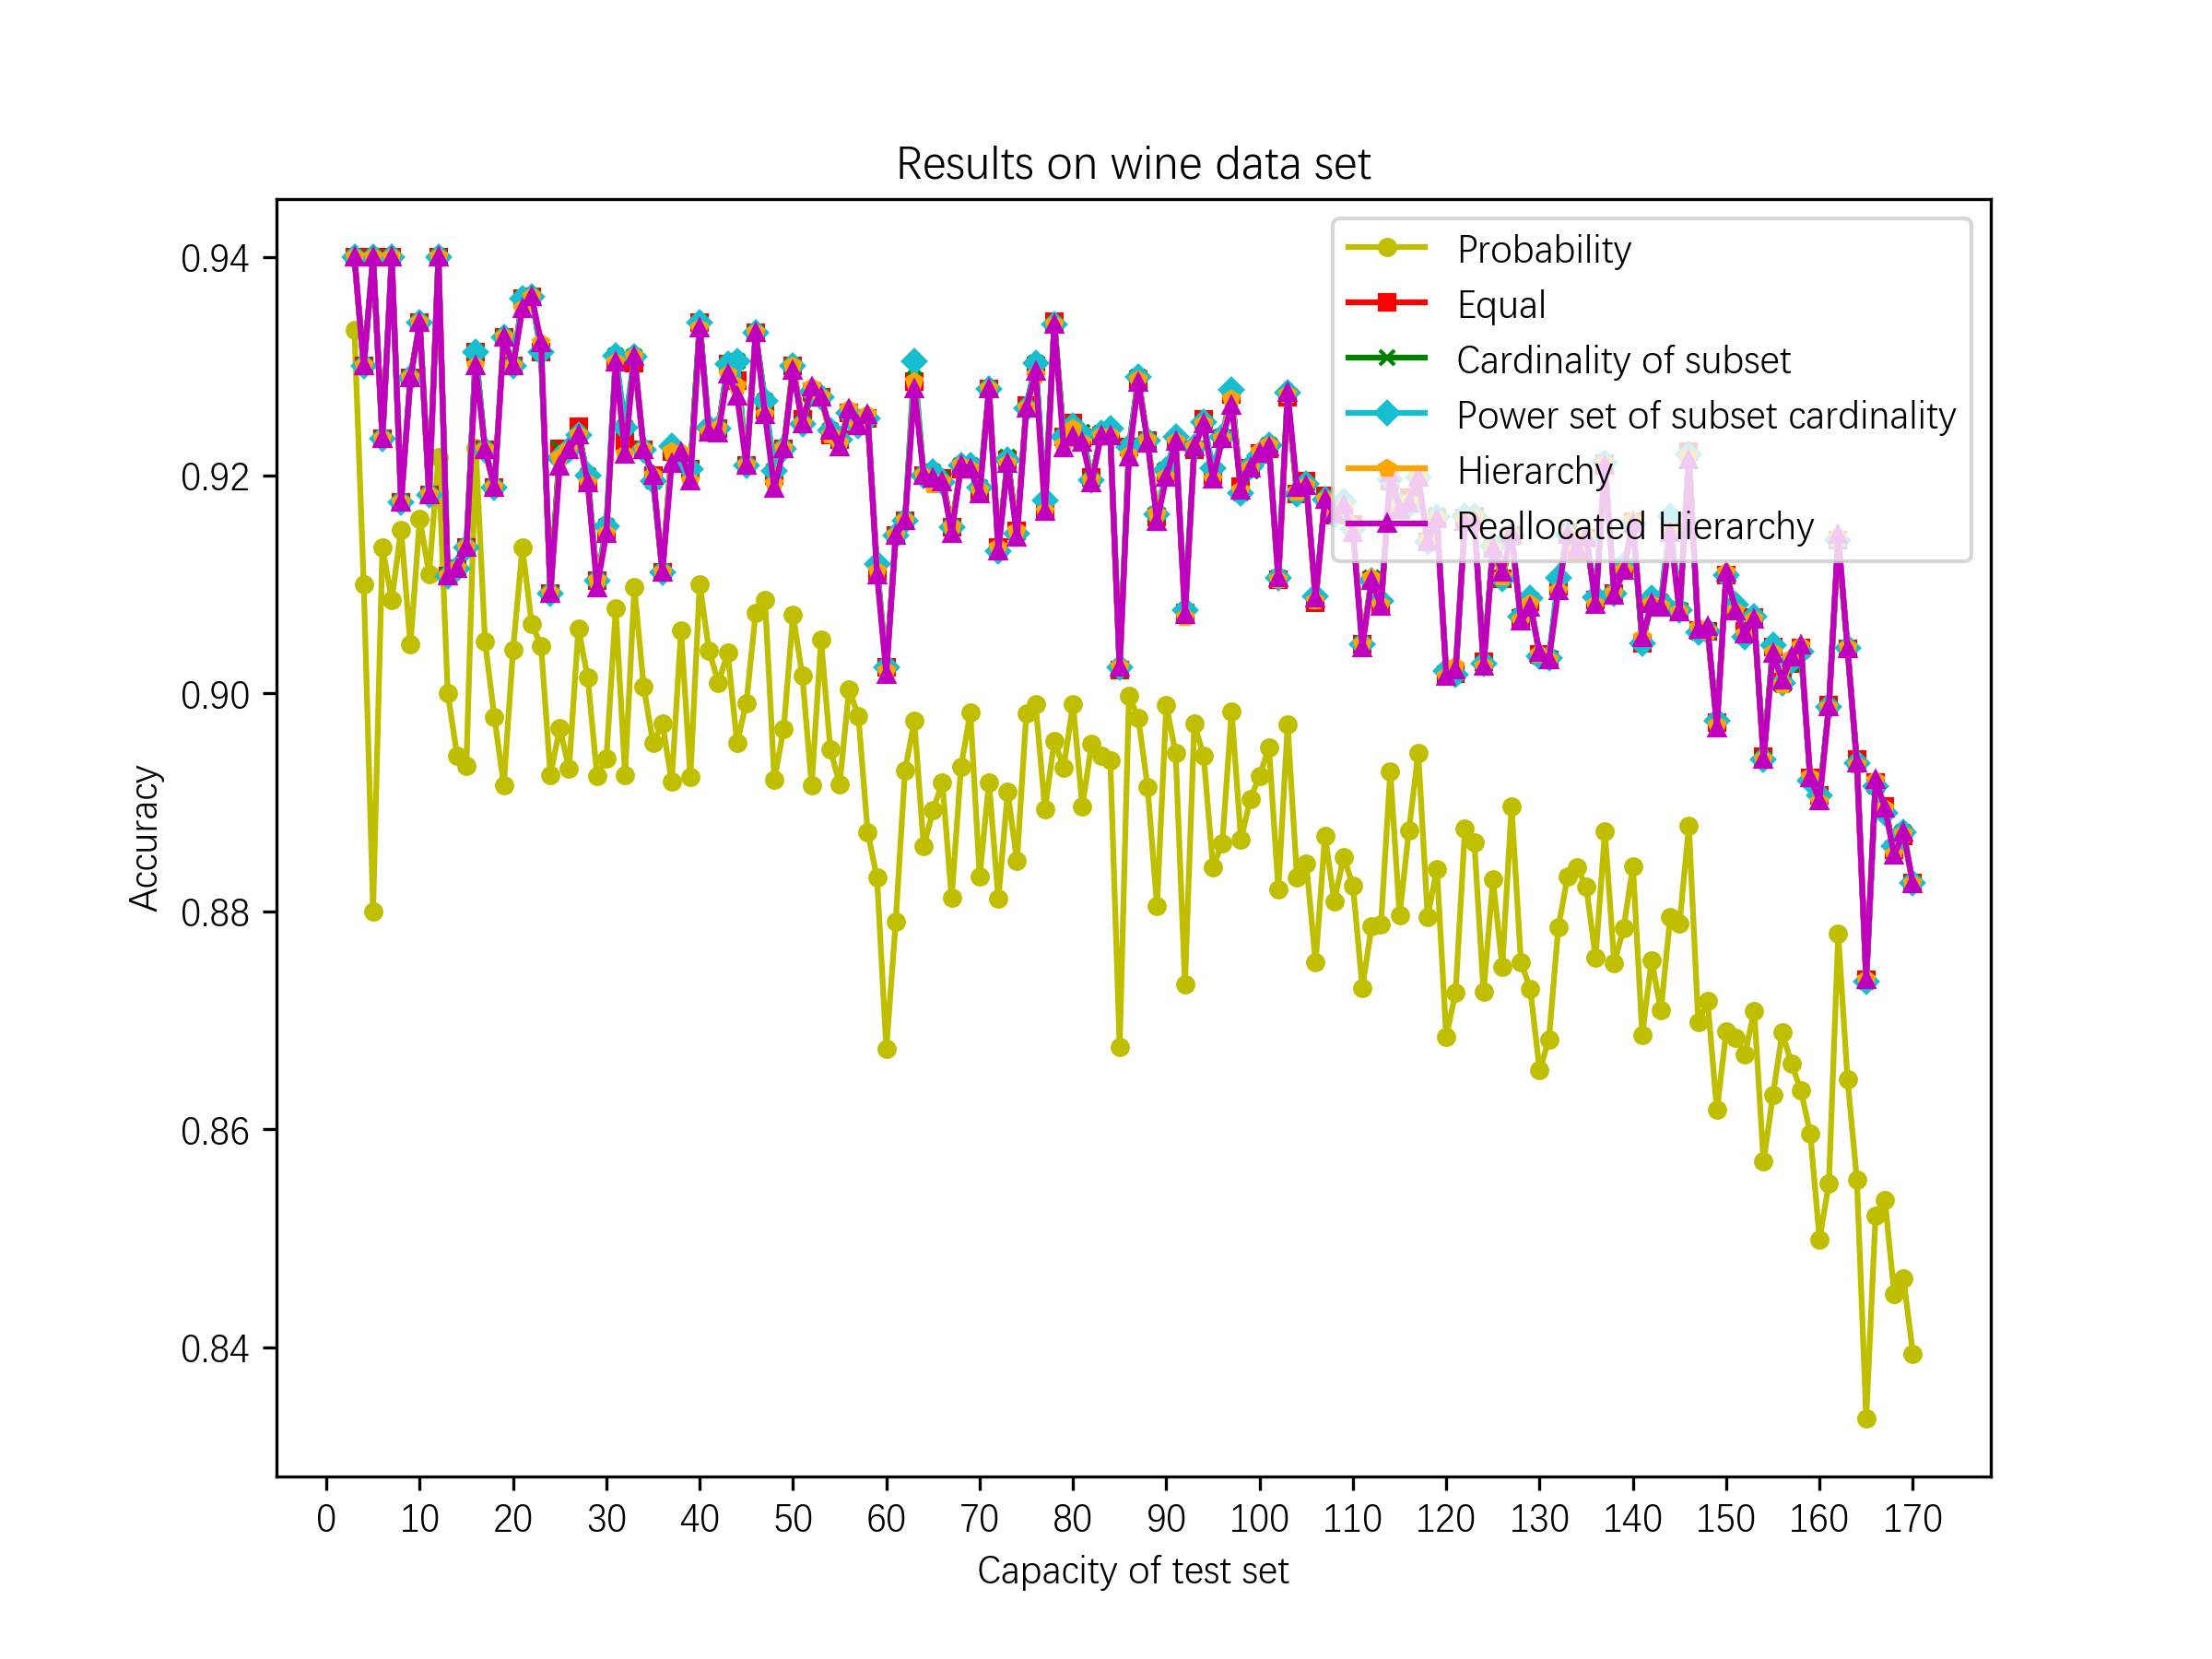 Results on wine data set
Probability
Equal
Cardinality of subset
Power set of subset cardinality
Hierarchy
Reallocated Hierarchy
Accuracy
0.94
0.92
0.90
0.88
0.86
0.84
0 10 20 30 40 50 60 70 80 90 100 110 120 130 140 150 160 170
Capacity of test set